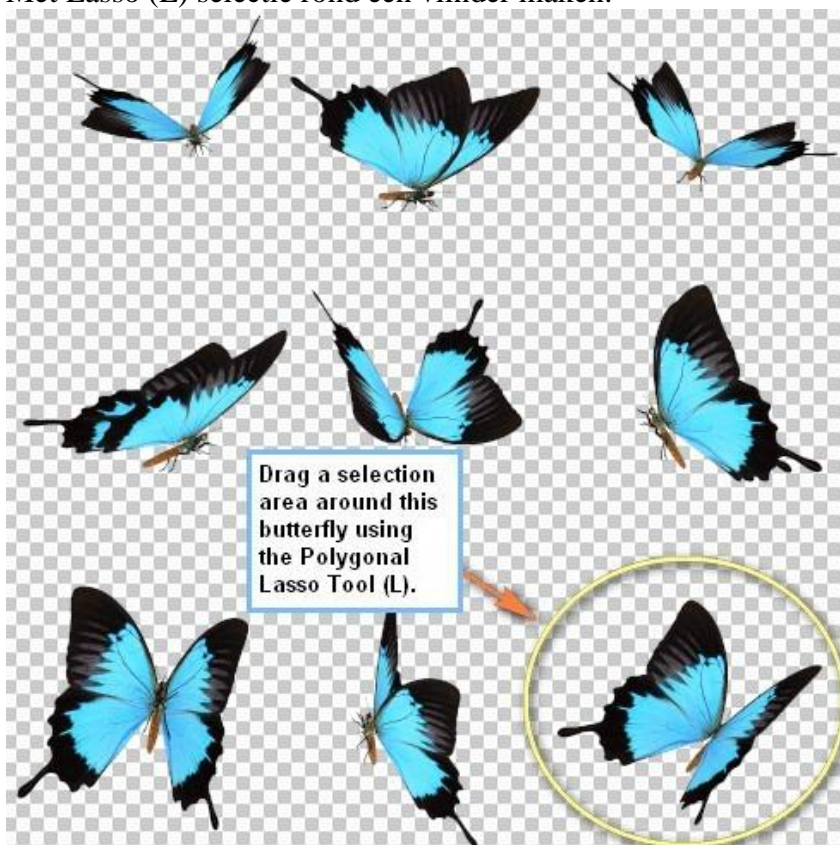 Met Lasso (L) selectie rond een vlinder maken.
Drag a selection
area around this
butterfly using
the Polygonal
Lasso Tool (L).